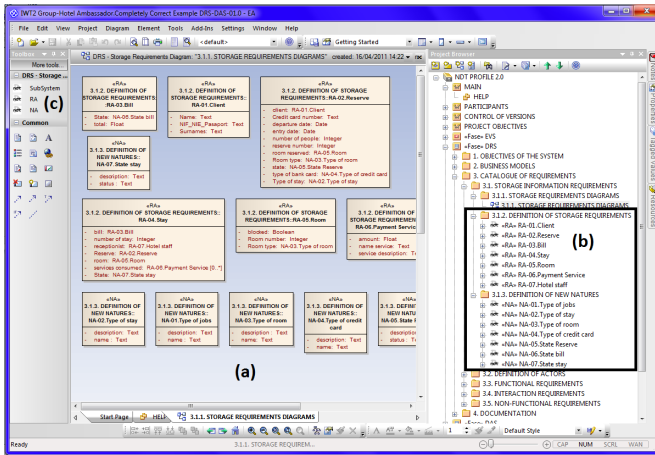 IWT2 Group-Hotel Ambassador.Completely Correct Example DRS-DAS-01.0 - EA
File Edit View Project Diagram Element Tools Add-Ins Settings Window Help
<default> Getting Started
Toolbox
More tools...
DRS - Storage ...
SubSystem
RA
NA
(c)
Common
DRS - Storage Requirements Diagram: "3.1.1. STORAGE REQUIREMENTS DIAGRAMS" created: 16/04/2011 14:22
«RA»
3.1.2. DEFINITION OF
STORAGE REQUIREMENTS:
:RA-03.Bill
- State: NA-06.State bill
- total: Float
«RA»
3.1.2. DEFINITION OF
STORAGE REQUIREMENTS::
RA-01.Client
- Name: Text
- NIF_NIE_Passport: Text
- Surnames: Text
«RA»
3.1.2. DEFINITION OF STORAGE
REQUIREMENTS::RA-02.Reserve
- client: RA-01.Client
- Credit card number: Text
- departure date: Date
- entry date: Date
- number of people: Integer
- reserve number: Integer
- room reserved: RA-05.Room
- Room type: NA-03.Type of room
- state: NA-05.State Reserve
- type of bank card: NA-04.Type of credit card
- Type of stay: NA-02.Type of stay
«NA»
3.1.3. DEFINITION OF
NEW NATURES::
NA-07.State stay
- description: Text
- status : Text
«RA»
3.1.2. DEFINITION OF STORAGE REQUIREMENTS::
RA-04.Stay
- bill: RA-03.Bill
- number of stay: Integer
- receptionist: RA-07.Hotel staff
- Reserve: RA-02.Reserve
- room: RA-05.Room
- services consumed: RA-06.Payment Service [0..*]
- State: NA-07.State stay
«RA»
3.1.2. DEFINITION OF STORAGE
REQUIREMENTS::RA-05.Room
- blocked: Boolean
- Room number: Integer
- Room type: NA-03.Type of room
«RA»
3.1.2. DEFINITION OF
STORAGE REQUIREMENTS
RA-06.Payment Servic
- amount: Float
- name service: Text
- service description: T
«NA»
3.1.3. DEFINITION OF
NEW NATURES::
NA-02.Type of stay
- description: Text
- name : Text
«NA»
3.1.3. DEFINITION OF
NEW NATURES::
NA-01.Type of jobs
- description: Text
- name : Text
«NA»
3.1.3. DEFINITION OF
NEW NATURES::
NA-03.Type of room
- description: Text
- name : Text
«NA»
3.1.3. DEFINITION OF
NEW NATURES::
NA-04.Type of credit
card
- description: Text
- name : Text
«NA»
3.1.3. DEFINITI
NEW NATUR
NA-05.State R
- description:
- status : T
(a)
Start Page HELP 3.1.1. STORAGE REQUIREMENTS DIAGRAMS
Project Browser
NDT PROFILE 2.0
MAIN
HELP
PARTICIPANTS
CONTROL OF VERSIONS
PROJECT OBJECTIVES
«Fase» EVS
«Fase» DRS
1. OBJECTIVES OF THE SYSTEM
2. BUSINESS MODELS
3. CATALOGUE OF REQUIREMENTS
3.1. STORAGE INFORMATION REQUIREMENTS
3.1.1. STORAGE REQUIREMENTS DIAGRAMS
3.1.1. STORAGE REQUIREMENTS DIAGRAMS
3.1.2. DEFINITION OF STORAGE REQUIREMENTS
«RA» RA-01.Client
«RA» RA-02.Reserve
«RA» RA-03.Bill
«RA» RA-04.Stay
«RA» RA-05.Room
«RA» RA-06.Payment Service
«RA» RA-07.Hotel staff
(b)
3.1.3. DEFINITION OF NEW NATURES
«NA» NA-01.Type of jobs
«NA» NA-02.Type of stay
«NA» NA-03.Type of room
«NA» NA-04.Type of credit card
«NA» NA-05.State Reserve
«NA» NA-06.State bill
«NA» NA-07.State stay
3.2. DEFINITION OF ACTORS
3.3. FUNCTIONAL REQUIREMENTS
3.4. INTERACTION REQUIREMENTS
3.5. NON-FUNCTIONAL REQUIREMENTS
4. DOCUMENTATION
«Fase» DAS
1 Default Style
Ready 3.1.1. STORAGE REQUIREM... CAP NUM SCRL WAN